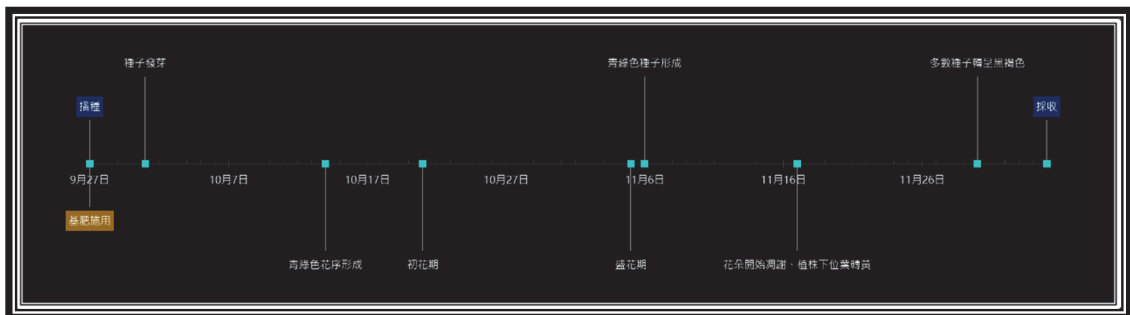 種子發芽
青綠色種子形成
多數種子轉呈黑褐色
播種
採收
9月27日
10月7日
10月17日
10月27日
11月6日
11月16日
11月26日
基肥施用
青綠色花序形成
初花期
盛花期
花朵開始凋謝、植株下位葉轉黃